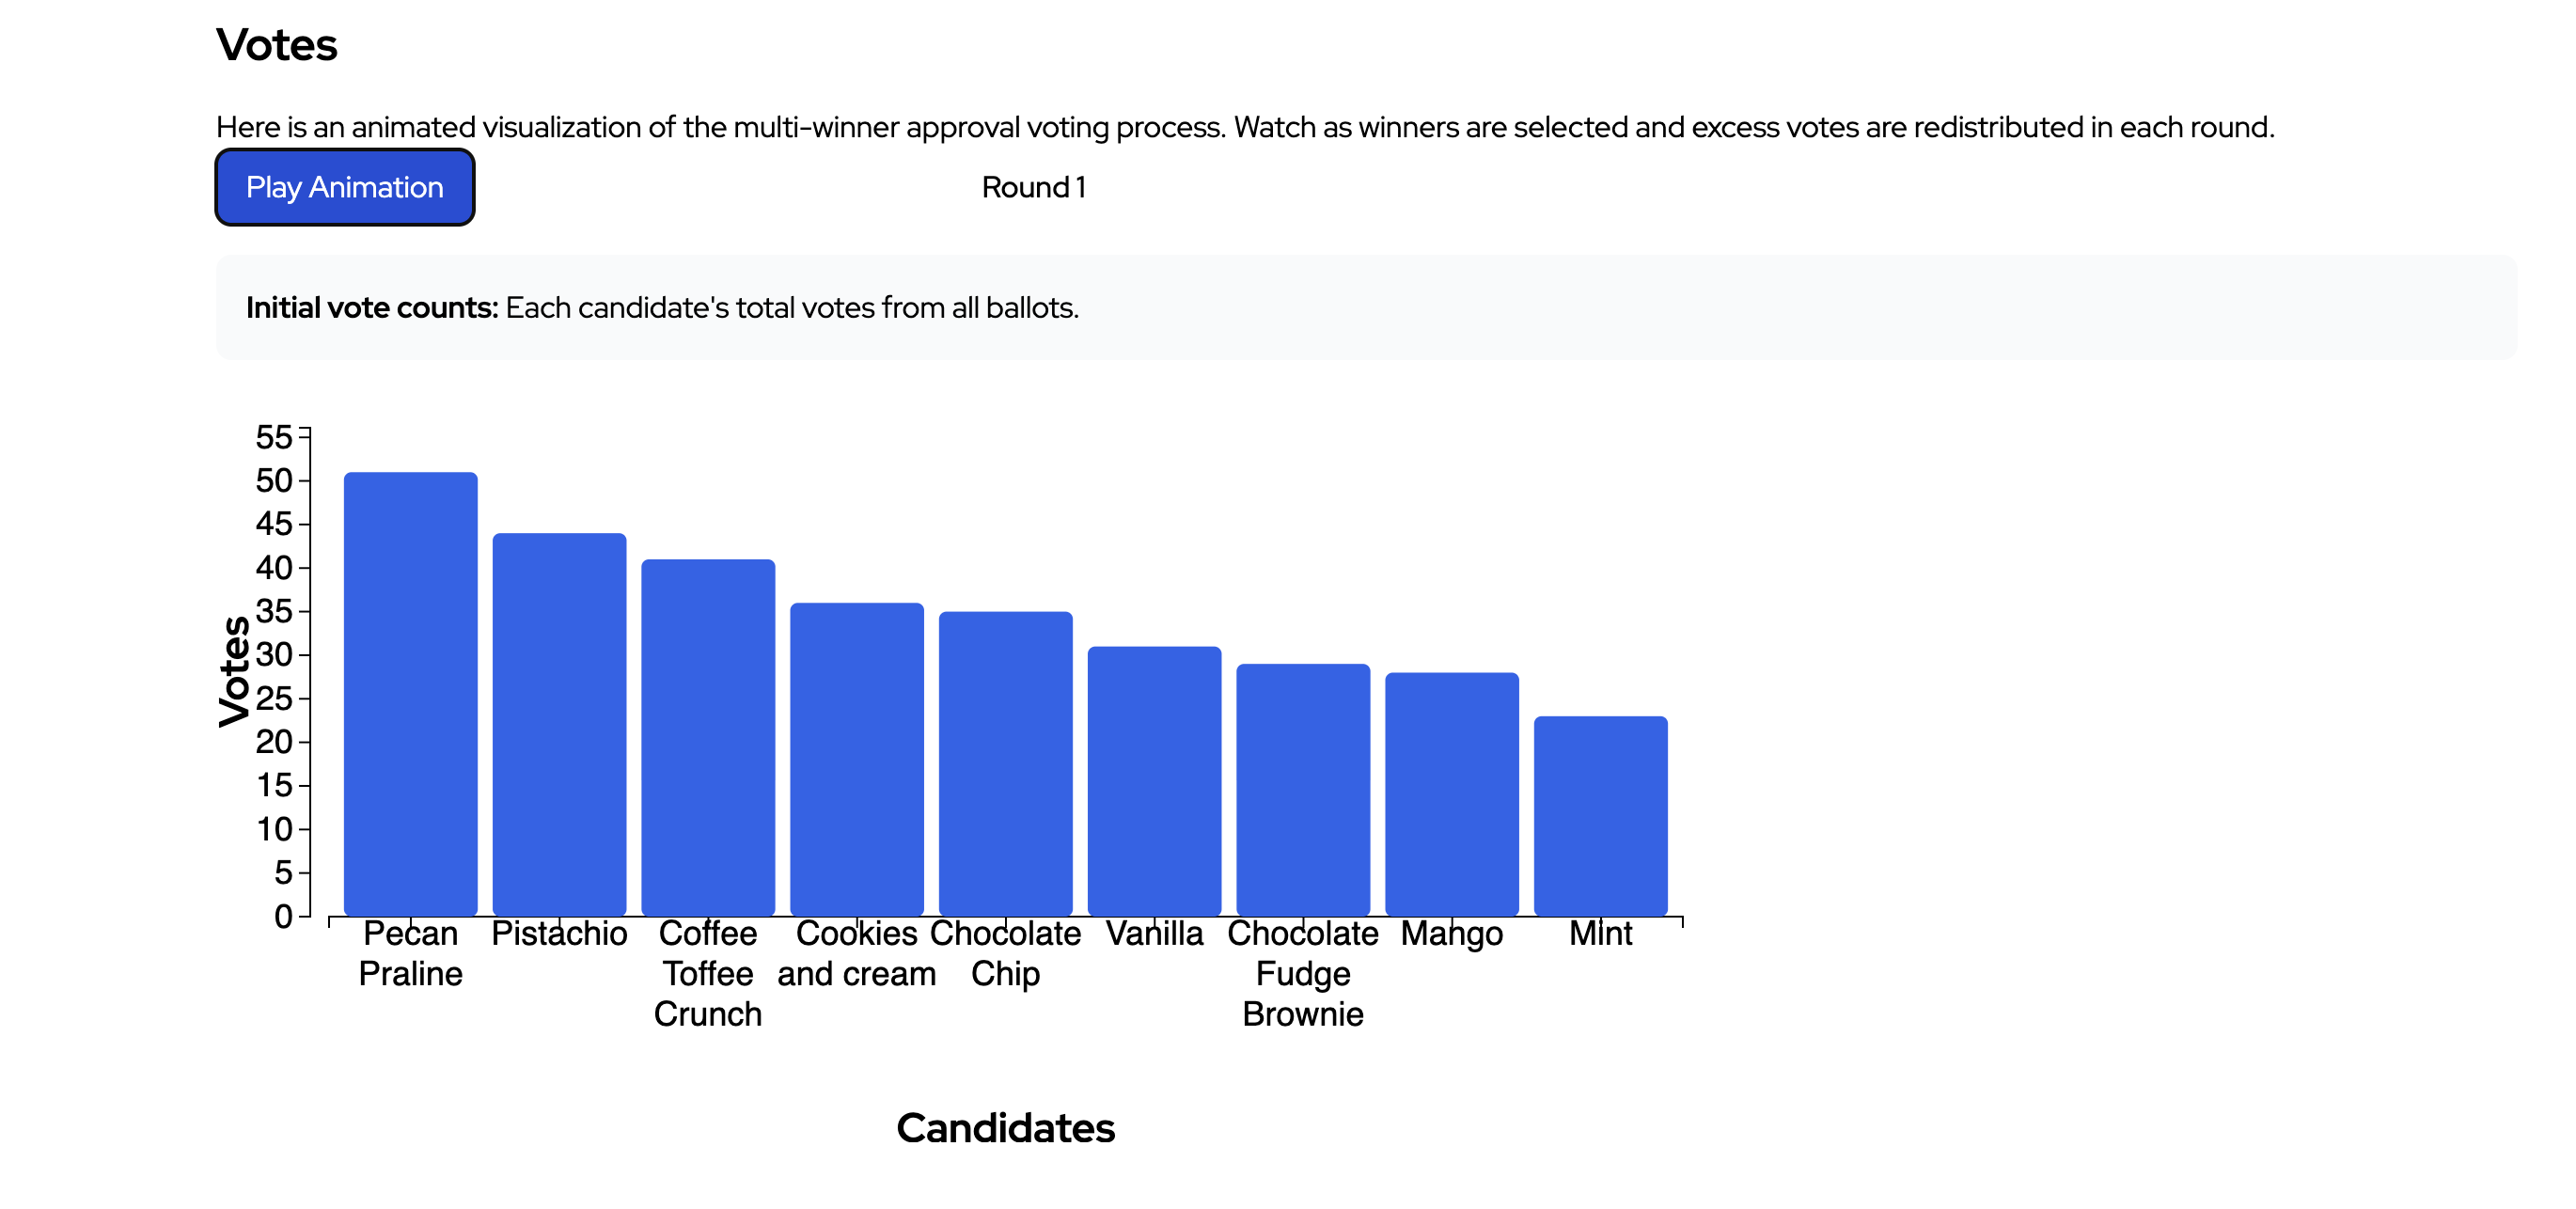 Votes
Here is an animated visualization of the multi-winner approval voting process. Watch as winners are selected and excess votes are redistributed in each round.
Play Animation
Round 1
Initial vote counts: Each candidate's total votes from all ballots.
Votes
55
50
45
40
35
30
25
20
15
10
5
0
Pecan Praline
Pistachio
Coffee Toffee Crunch
Cookies and cream
Chocolate Chip
Vanilla
Chocolate Fudge Brownie
Mango
Mint
Candidates